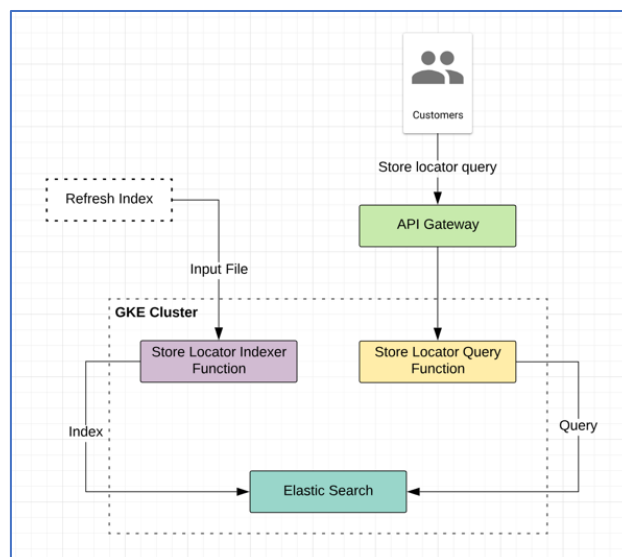 Customers
Store locator query
Refresh Index
API Gateway
Input File
GKE Cluster
Store Locator Indexer
Function
Store Locator Query
Function
Index
Query
Elastic Search